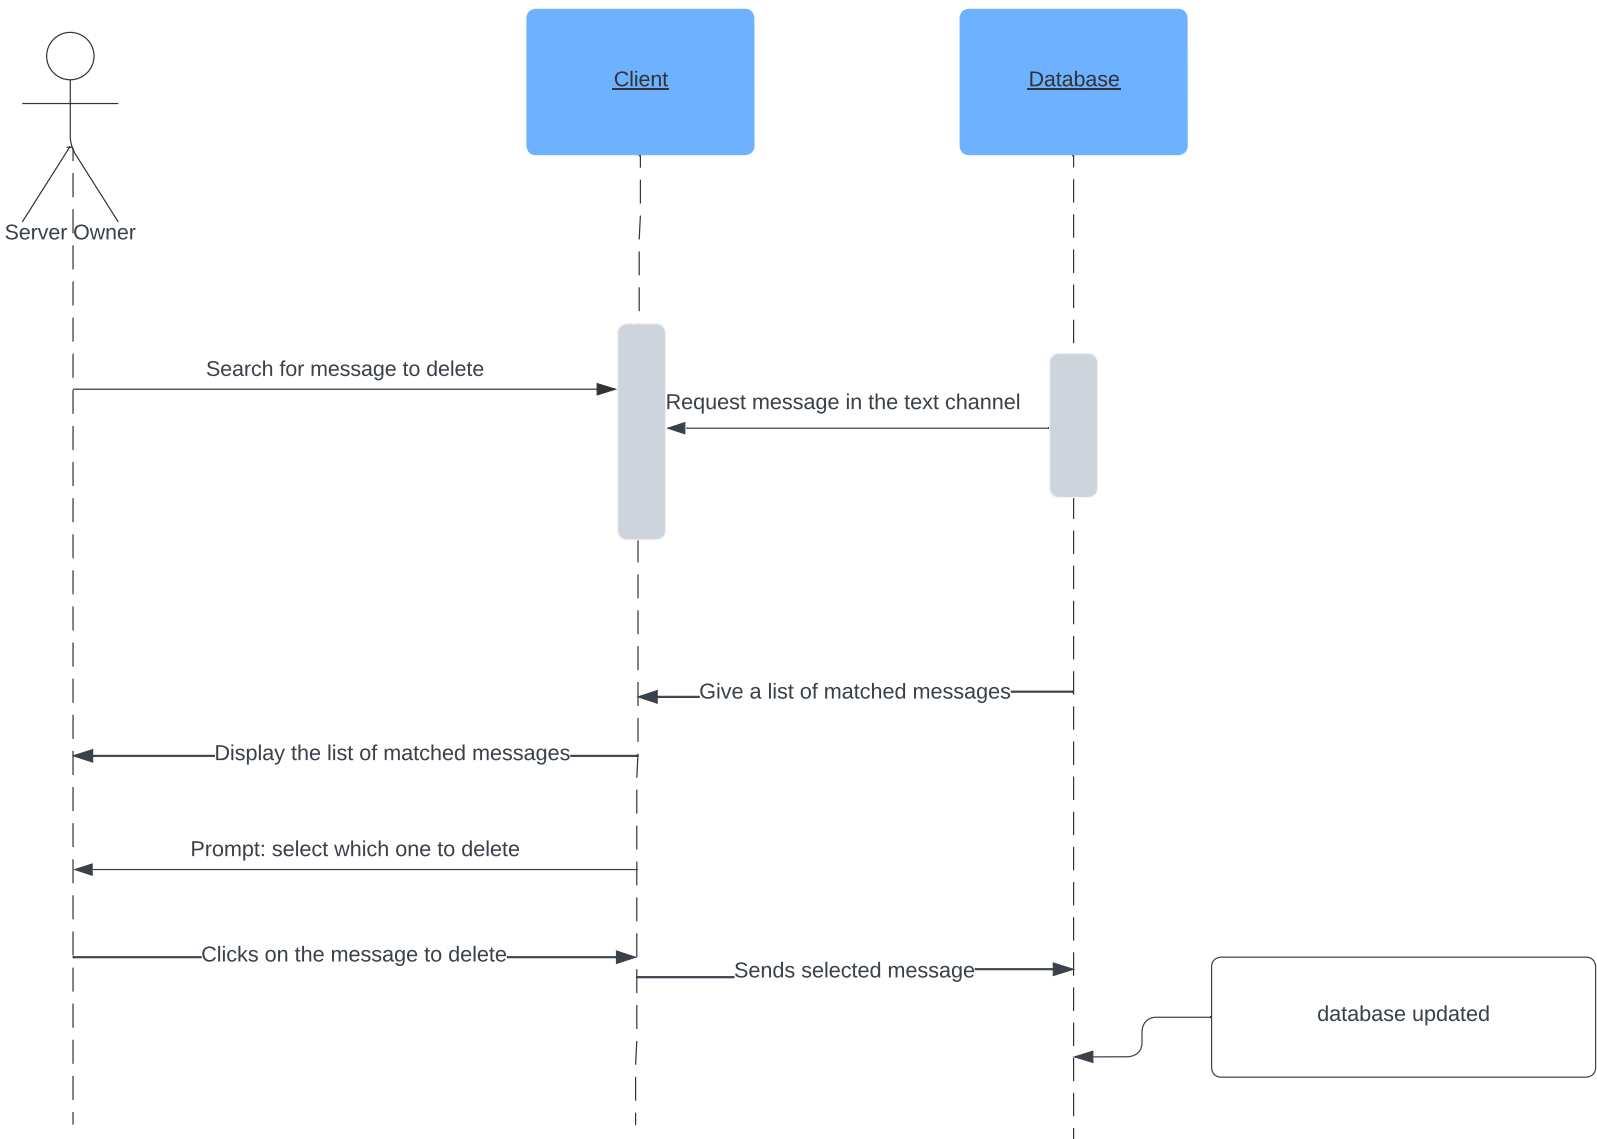 Client
Database
Server Owner
Search for message to delete
Request message in the text channel
Give a list of matched messages
Display the list of matched messages
Prompt: select which one to delete
Clicks on the message to delete
Sends selected message
database updated